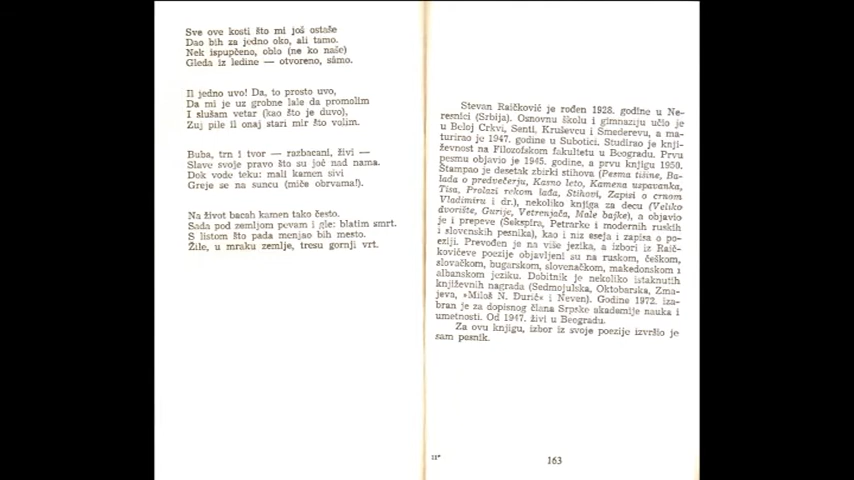 Sve ove kosti što mi još ostaše
Dao bih za jedno oko, ali tamo.
Nek ispupčeno, oblo (ne ko naše)
Gleda iz ledine — otvoreno, sámo.
Il jedno uvo! Da, to prosto uvo,
Da mi je uz grobne lale da promolim
I slušam vetar (kao što je duvo),
Zuj pile il onaj stari mir što volim.
Buba, trn i tvor — razbacani, živi —
Slave svoje pravo što su još nad nama.
Dok vode teku: mali kamen sivi
Greje se na suncu (miče obrvama!).
Na život bacah kamen tako često.
Sada pod zemljom pevam i gle: blatim smrt.
S listom što pada menjao bih mesto.
Žile, u mraku zemlje, tresu gornji vrt.
Stevan Raičković je rođen 1928. godine u Ne-
resnici (Srbija). Osnovnu školu i gimnaziju učio je
u Beloj Crkvi, Senti, Kruševcu i Smederevu, a ma-
turirao je 1947. godine u Subotici. Studirao je knji-
ževnost na Filozofskom fakultetu u Beogradu. Prvu
pesmu objavio je 1945. godine, a prvu knjigu 1950.
Štampao je desetak zbirki stihova (Pesma tišine, Ba-
lada o predvečerju, Kasno leto, Kamena uspavanka,
Tisa, Prolazi rekom lađa, Stihovi, Zapisi o crnom
Vladimiru i dr.), nekoliko knjiga za decu (Veliko
dvorište, Gurije, Vetrenjača, Male bajke), a objavio
je i prepeve (Šekspira, Petrarke i modernih ruskih
i slovenskih pesnika), kao i niz eseja i zapisa o po-
eziji. Prevođen je na više jezika, a izbori iz Raič-
kovićeve poezije objavljeni su na ruskom, češkom,
slovačkom, bugarskom, slovenačkom, makedonskom i
albanskom jeziku. Dobitnik je nekoliko istaknutih
književnih nagrada (Sedmojulska, Oktobarska, Zma-
jeva, »Miloš N. Đurić« i Neven). Godine 1972. iza-
bran je za dopisnog člana Srpske akademije nauka i
umetnosti. Od 1947. živi u Beogradu.
Za ovu knjigu, izbor iz svoje poezije izvršio je
sam pesnik.
11*
163